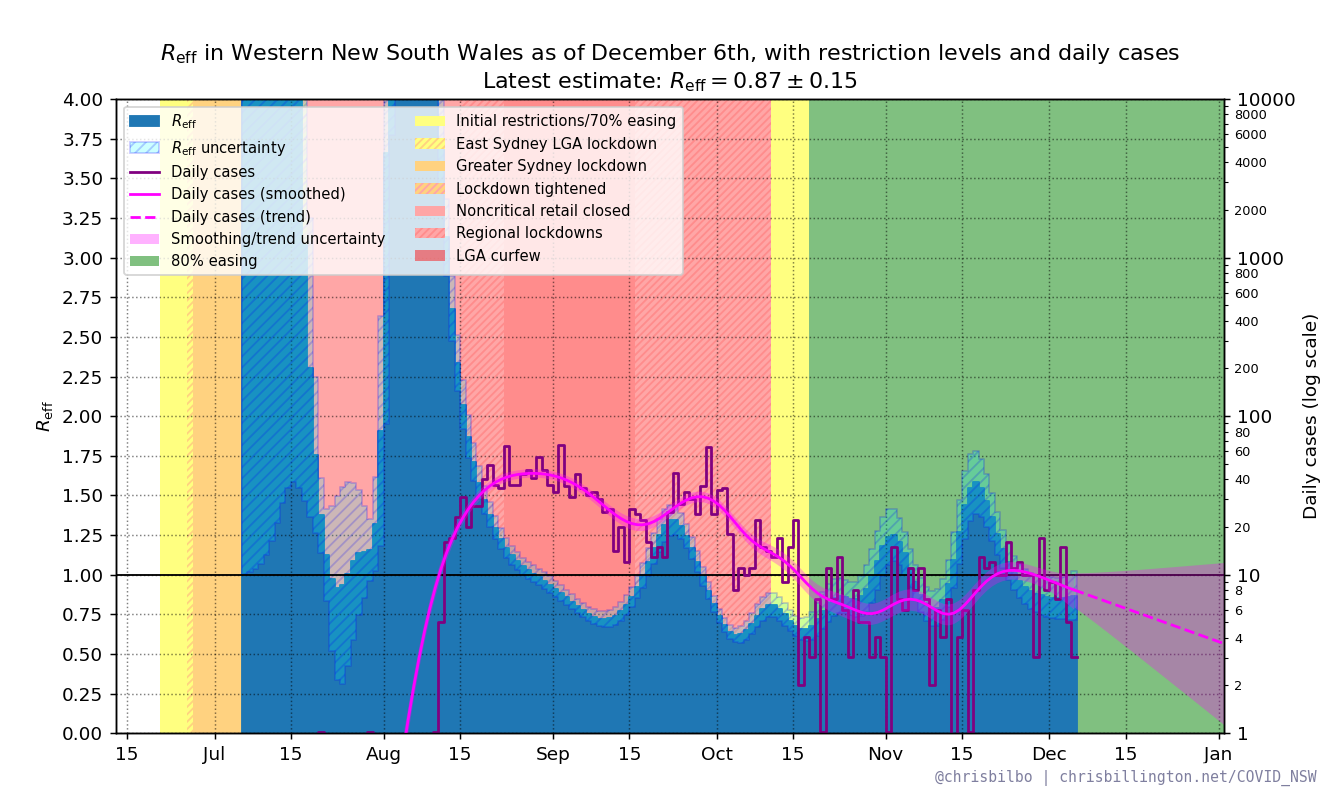 R_eff in Western New South Wales as of December 6th, with restriction levels and daily cases
Latest estimate: R_eff = 0.87 ± 0.15
4.00
3.75
3.50
3.25
3.00
2.75
2.50
2.25
2.00
1.75
1.50
1.25
1.00
0.75
0.50
0.25
0.00
R_eff
R_eff
R_eff uncertainty
Daily cases
Daily cases (smoothed)
Daily cases (trend)
Smoothing/trend uncertainty
80% easing
Initial restrictions/70% easing
East Sydney LGA lockdown
Greater Sydney lockdown
Lockdown tightened
Noncritical retail closed
Regional lockdowns
LGA curfew
10000
8000
6000
4000
2000
1000
800
600
400
200
100
80
60
40
20
10
8
6
4
2
1
Daily cases (log scale)
15 Jul 15 Aug 15 Sep 15 Oct 15 Nov 15 Dec 15 Jan
@chrisbilbo | chrisbillington.net/COVID_NSW